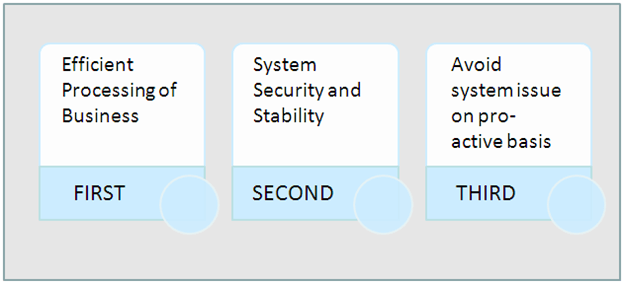 Efficient
Processing of
Business
FIRST
System
Security and
Stability
SECOND
Avoid
system issue
on pro-
active basis
THIRD